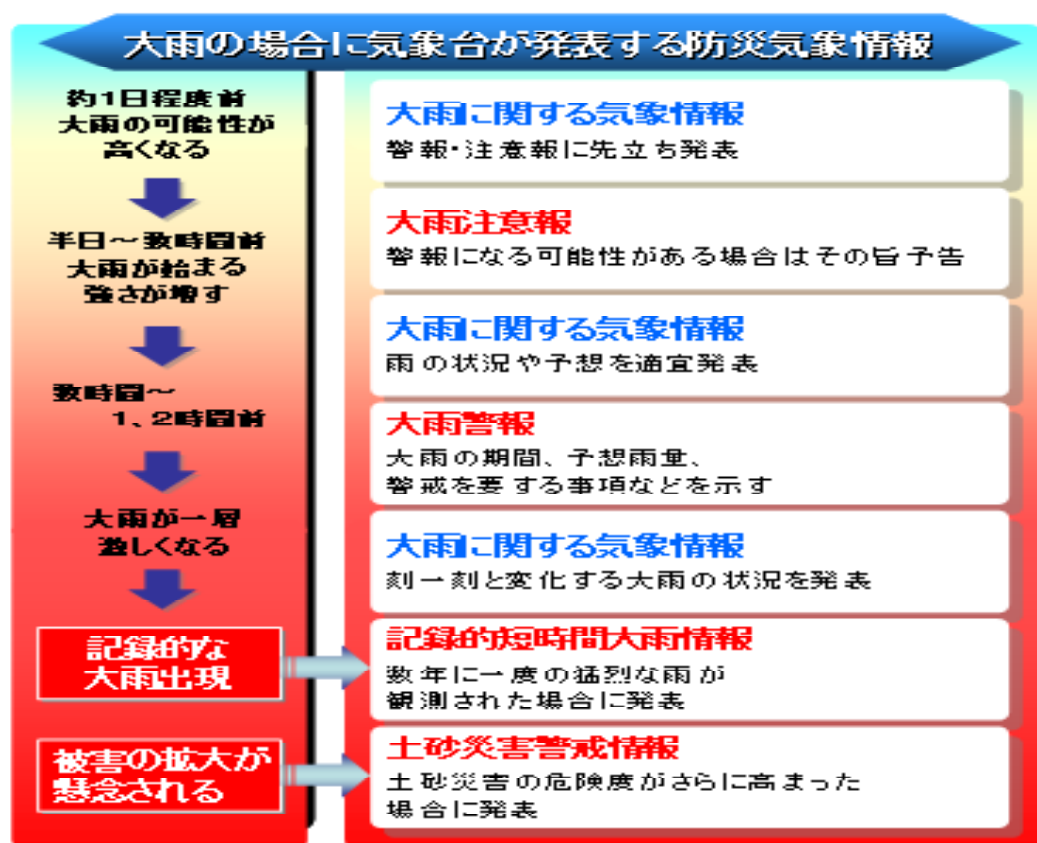 大雨の場合に気象台が発表する防災気象情報
約1日程度前
大雨の可能性が
高くなる
半日～数時間前
大雨が始まる
強さが増す
数時間～
1、2時間前
大雨が一層
激しくなる
記録的な
大雨出現
被害の拡大が
懸念される
大雨に関する気象情報
警報・注意報に先立ち発表
大雨注意報
警報になる可能性がある場合はその旨予告
大雨に関する気象情報
雨の状況や予想を適宜発表
大雨警報
大雨の期間、予想雨量、
警戒を要する事項などを示す
大雨に関する気象情報
刻一刻と変化する大雨の状況を発表
記録的短時間大雨情報
数年に一度の猛烈な雨が
観測された場合に発表
土砂災害警戒情報
土砂災害の危険度がさらに高まった
場合に発表